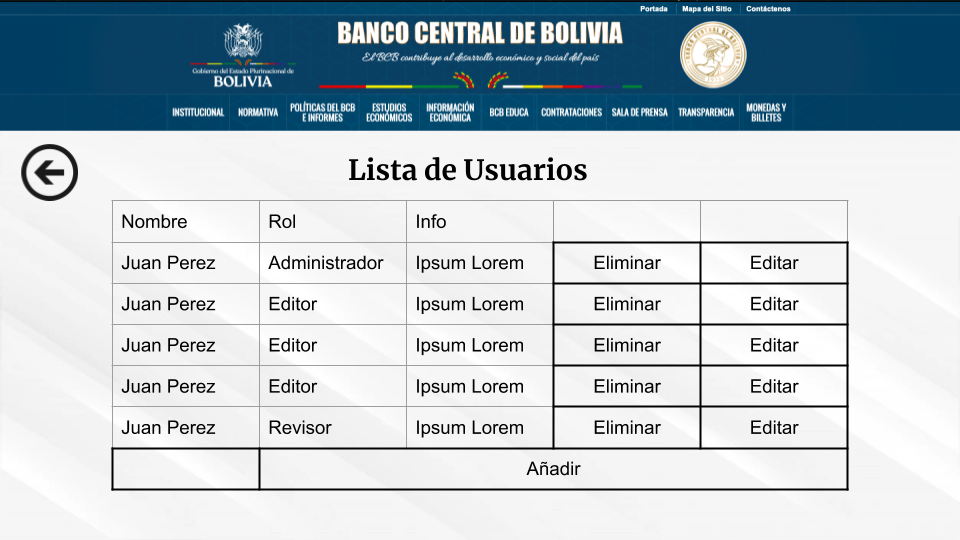 Portada Mapa del Sitio Contáctenos
BANCO CENTRAL DE BOLIVIA
El BCB contribuye al desarrollo económico y social del país
Gobierno del Estado Plurinacional de
BOLIVIA
BANCO CENTRAL DE BOLIVIA
INSTITUCIONAL NORMATIVA POLÍTICAS DEL BCB E INFORMES ESTUDIOS ECONÓMICOS INFORMACIÓN ECONÓMICA BCB EDUCA CONTRATACIONES SALA DE PRENSA TRANSPARENCIA MONEDAS Y BILLETES
Lista de Usuarios
Nombre Rol Info
Juan Perez Administrador Ipsum Lorem Eliminar Editar
Juan Perez Editor Ipsum Lorem Eliminar Editar
Juan Perez Editor Ipsum Lorem Eliminar Editar
Juan Perez Editor Ipsum Lorem Eliminar Editar
Juan Perez Revisor Ipsum Lorem Eliminar Editar
Añadir